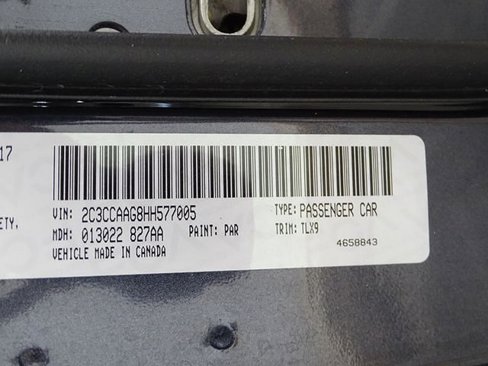 17
VIN: 2C3CCAAG8HH577005
TYPE: PASSENGER CAR
ETY,
MDH: 013022 827AA
PAINT: PAR
TRIM: TLX9
VEHICLE MADE IN CANADA
4658843